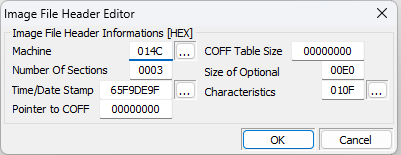 Image File Header Editor
Image File Header Informations [HEX]
Machine 014C ... COFF Table Size 00000000
Number Of Sections 0003 Size of Optional 00E0
Time/Date Stamp 65F9DE9F ... Characteristics 010F ...
Pointer to COFF 00000000
OK Cancel